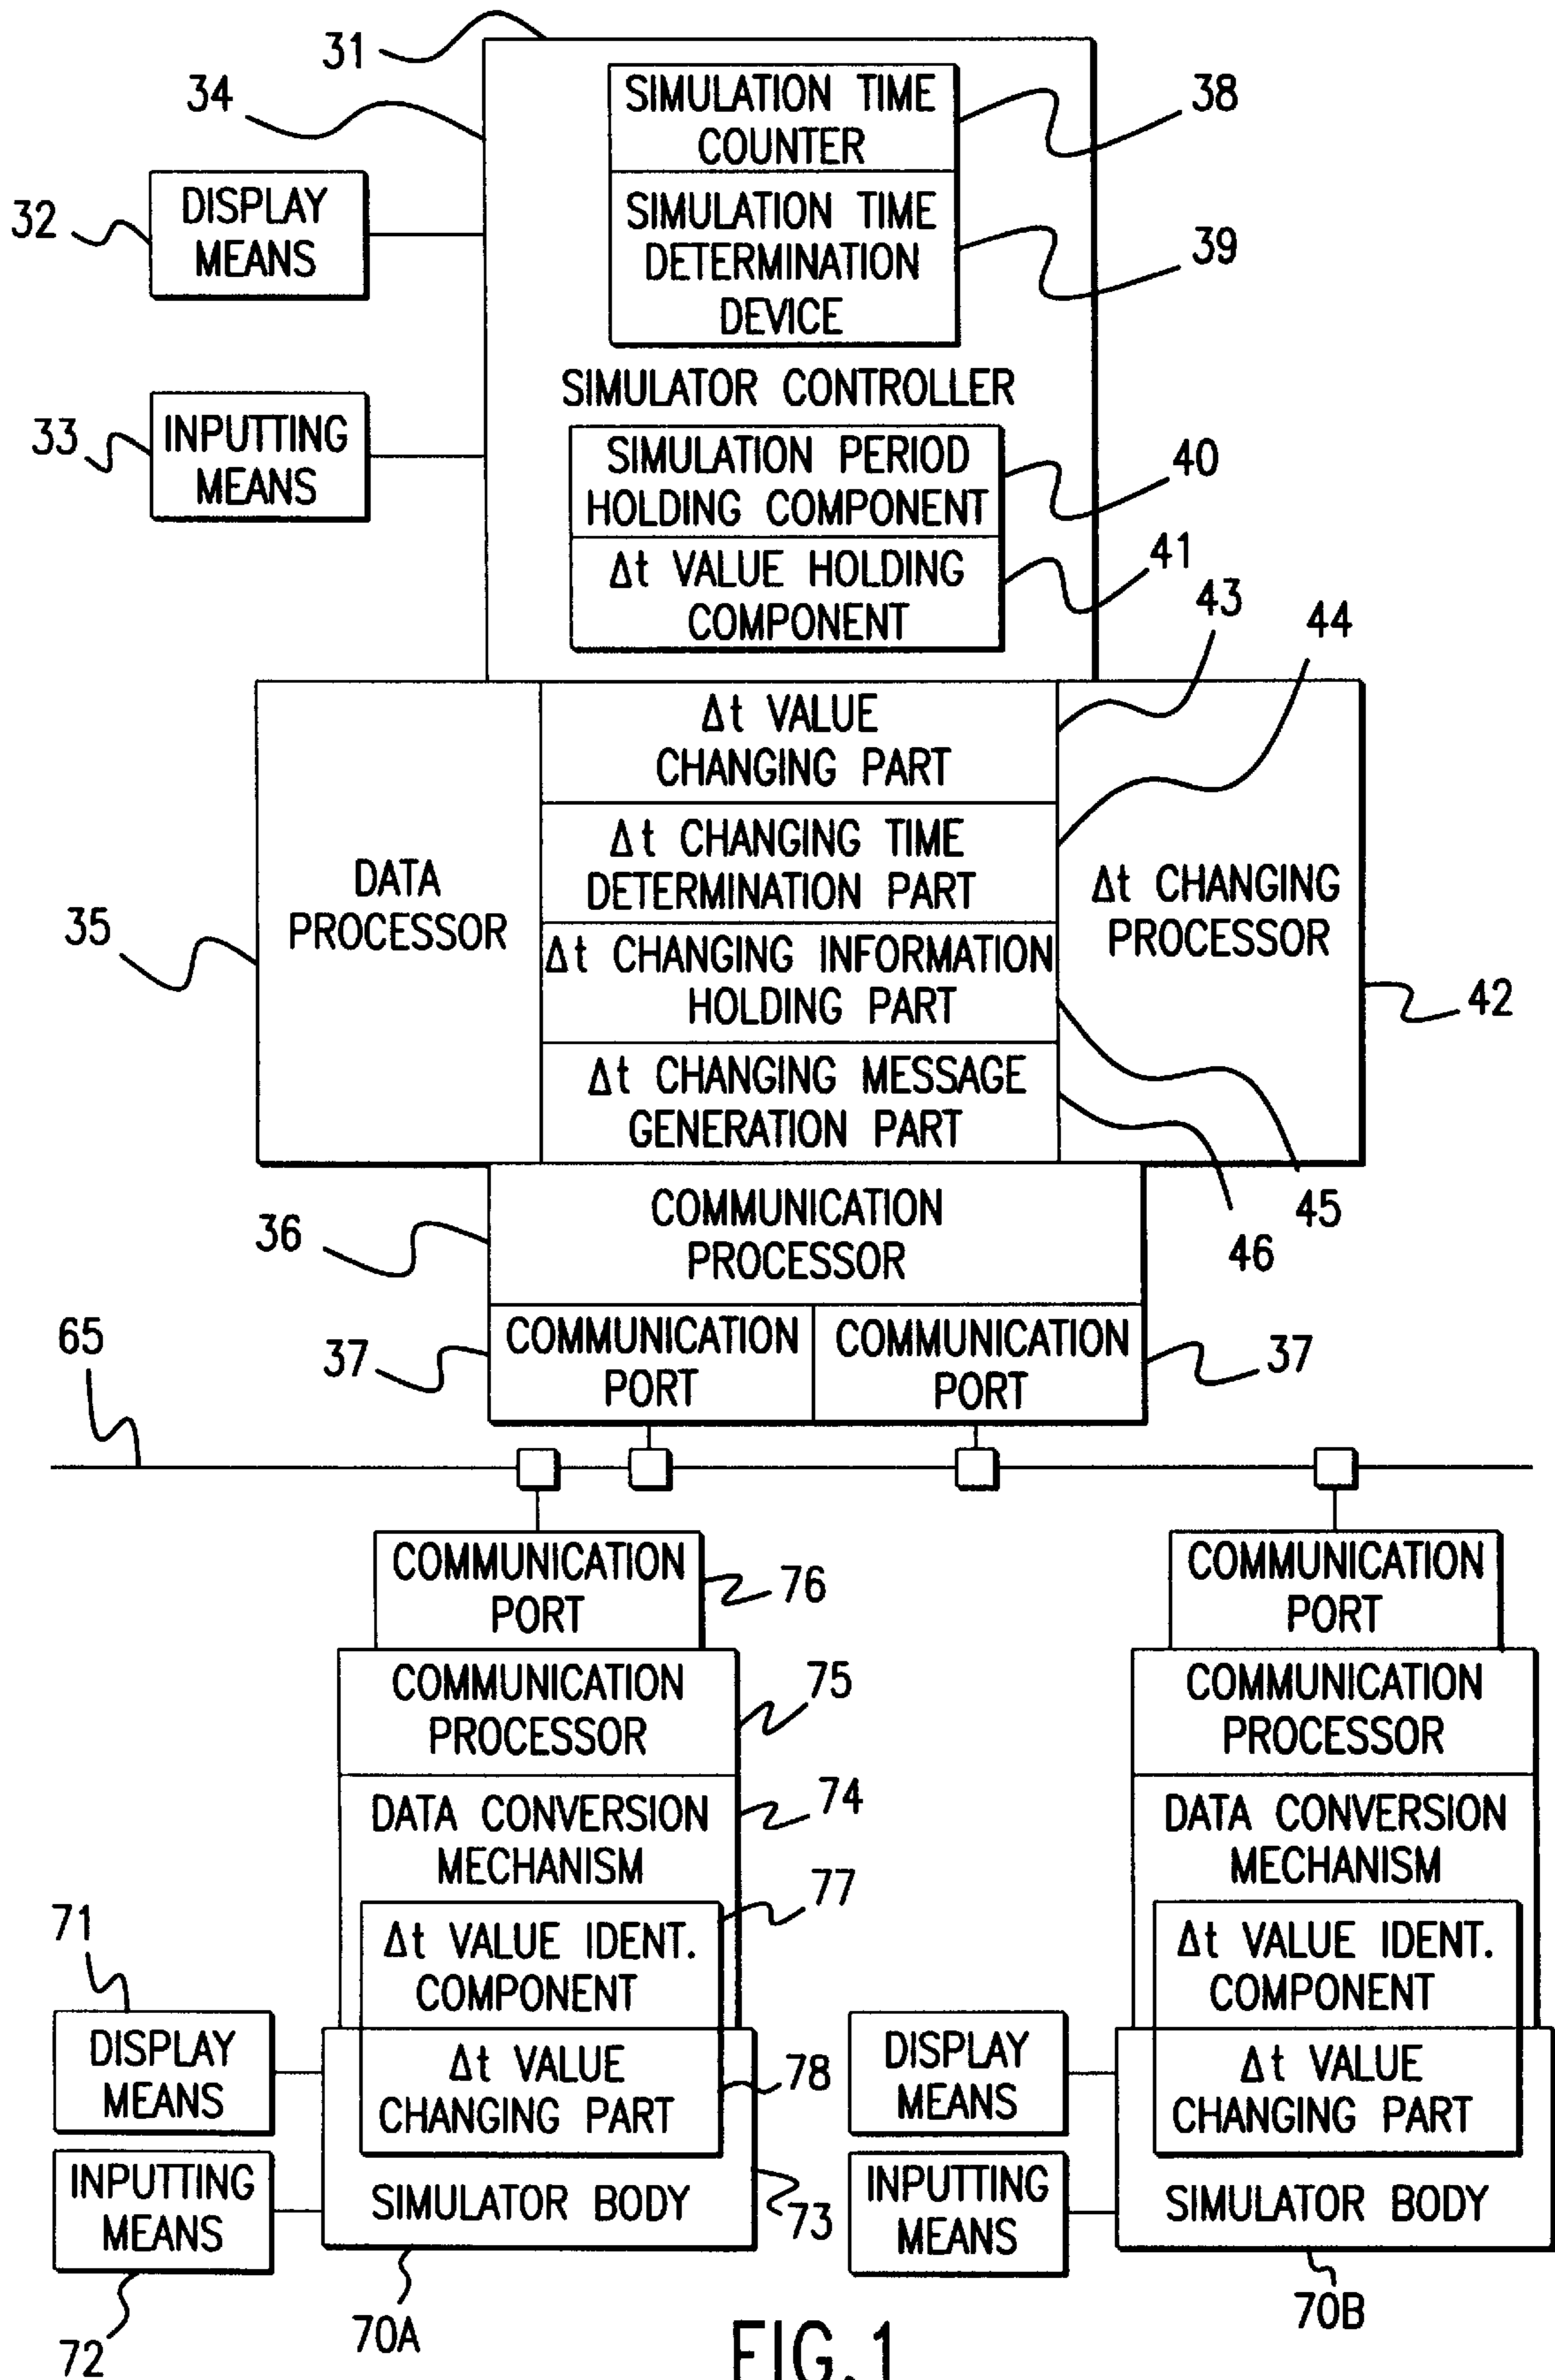 31
34
SIMULATION TIME
COUNTER
38
32
DISPLAY
MEANS
SIMULATION TIME
DETERMINATION
DEVICE
39
SIMULATOR CONTROLLER
33
INPUTTING
MEANS
SIMULATION PERIOD
HOLDING COMPONENT
40
Δt VALUE HOLDING
COMPONENT
41
43
44
Δt VALUE
CHANGING PART
Δt CHANGING TIME
DETERMINATION PART
35
DATA
PROCESSOR
Δt CHANGING
PROCESSOR
Δt CHANGING INFORMATION
HOLDING PART
42
Δt CHANGING MESSAGE
GENERATION PART
45
46
36
COMMUNICATION
PROCESSOR
65
37
COMMUNICATION
PORT
COMMUNICATION
PORT
37
COMMUNICATION
PORT
76
COMMUNICATION
PORT
COMMUNICATION
PROCESSOR
75
COMMUNICATION
PROCESSOR
DATA CONVERSION
MECHANISM
74
DATA CONVERSION
MECHANISM
77
Δt VALUE IDENT.
COMPONENT
Δt VALUE IDENT.
COMPONENT
71
DISPLAY
MEANS
Δt VALUE
CHANGING PART
78
DISPLAY
MEANS
Δt VALUE
CHANGING PART
INPUTTING
MEANS
SIMULATOR BODY
73
INPUTTING
MEANS
SIMULATOR BODY
72
70A
70B
FIG.1